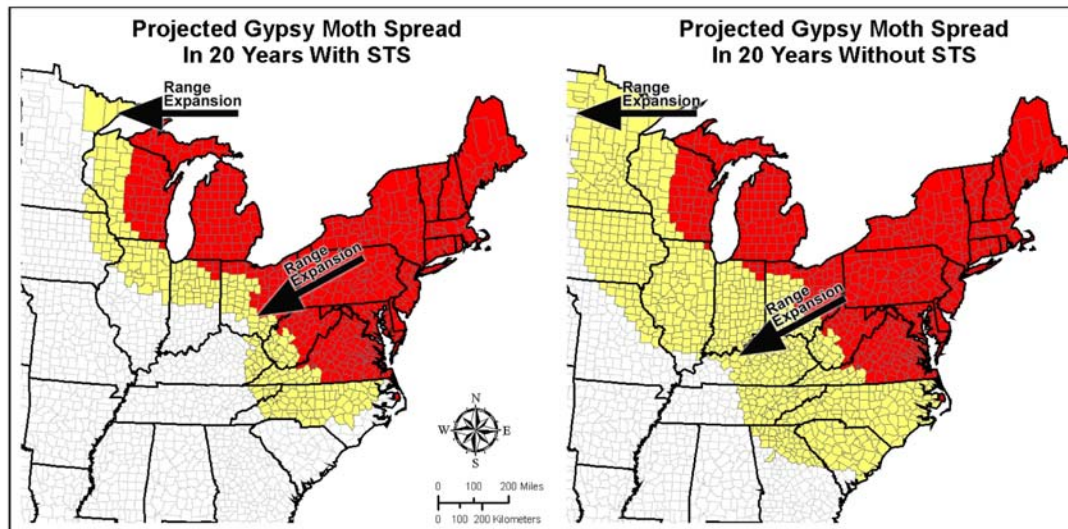 Projected Gypsy Moth Spread
In 20 Years With STS
Range
Expansion
Range
Expansion
N
W E
S
0 100 200 Miles
0 100 200 Kilometers
Projected Gypsy Moth Spread
In 20 Years Without STS
Range
Expansion
Range
Expansion